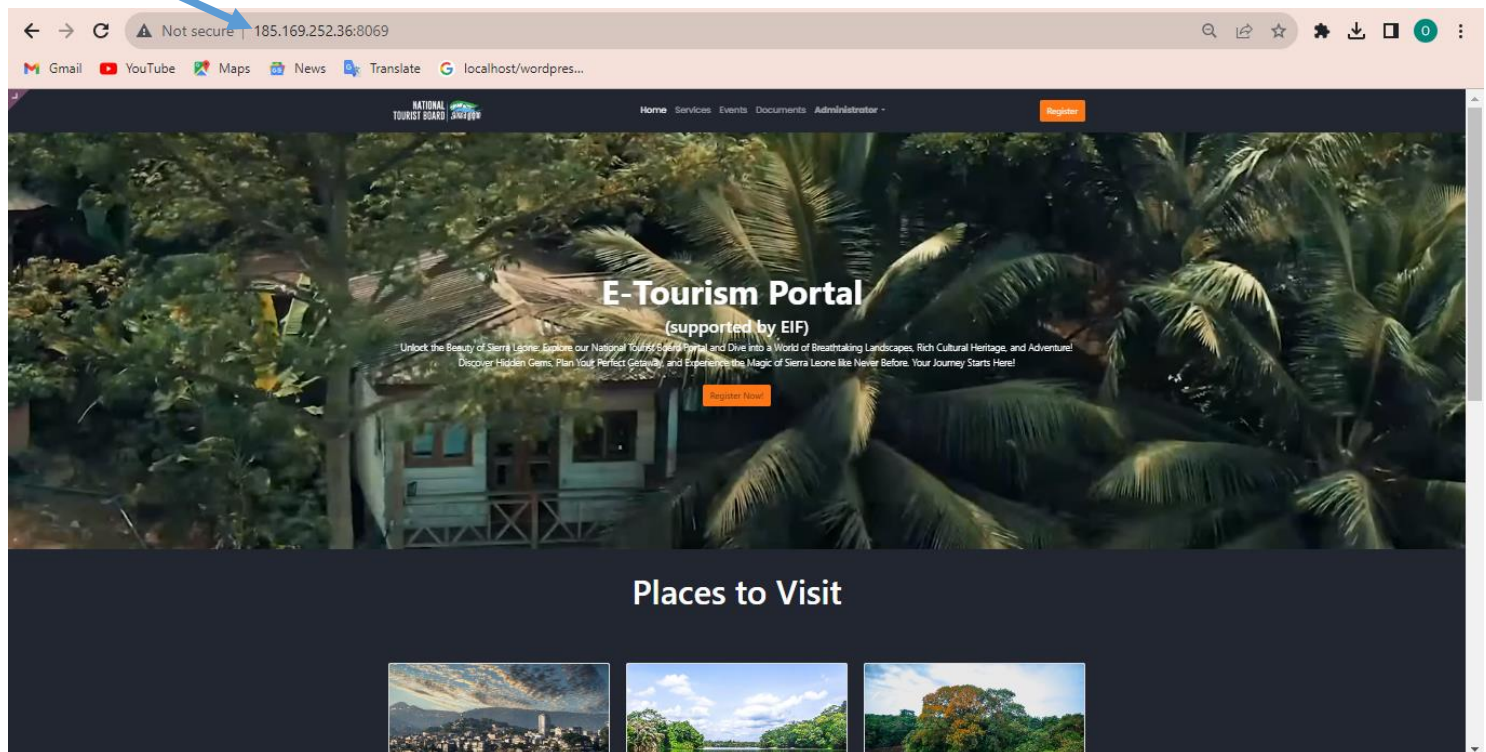 Not secure | 185.169.252.36:8069
Gmail YouTube Maps News Translate localhost/wordpres...
O
NATIONAL
TOURIST BOARD
Home Services Events Documents Administrator
Register
E-Tourism Portal
(supported by EIF)
Unlock the Beauty of Sierra Leone: Explore our National Tourist Board Portal and Dive into a World of Breathtaking Landscapes, Rich Cultural Heritage, and Adventure!
Discover Hidden Gems, Plan Your Perfect Getaway, and Experience the Magic of Sierra Leone like Never Before. Your Journey Starts Here!
Register Now!
Places to Visit